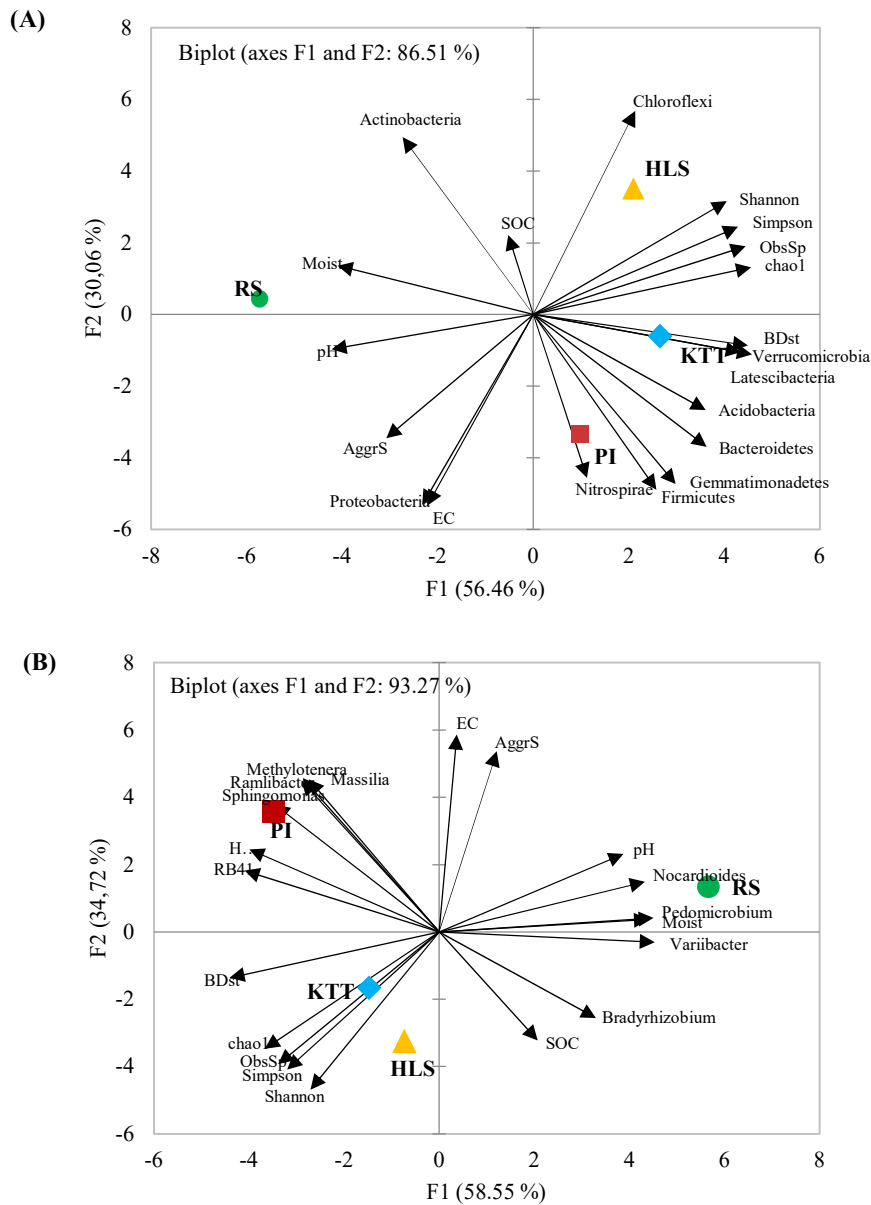 (A)
8
Biplot (axes F1 and F2: 86.51 %)
6
Chloroflexi
Actinobacteria
4
HLS
Shannon
Simpson
SOC
2
ObsSp
chao1
Moist
RS
F2 (30,06 %)
0
BDst
KTT
Verrucomicrobia
pH
Latescibacteria
-2
Acidobacteria
AggrS
Bacteroidetes
PI
-4
Nitrospirae
Gemmatimonadetes
Firmicutes
Proteobacteria
EC
-6
-8 -6 -4 -2 0 2 4 6
F1 (56.46 %)
(B)
8
Biplot (axes F1 and F2: 93.27 %)
6
EC
AggrS
Methylotenera
Massilia
Ramlibacter
4
Sphingomonas
PI
H…
pH
2
RB41
Nocardioides
RS
Pedomicrobium
Moist
F2 (34,72 %)
0
Variibacter
BDst
KTT
-2
Bradyrhizobium
chao1
SOC
HLS
ObsSp
-4
Simpson
Shannon
-6
-6 -4 -2 0 2 4 6 8
F1 (58.55 %)